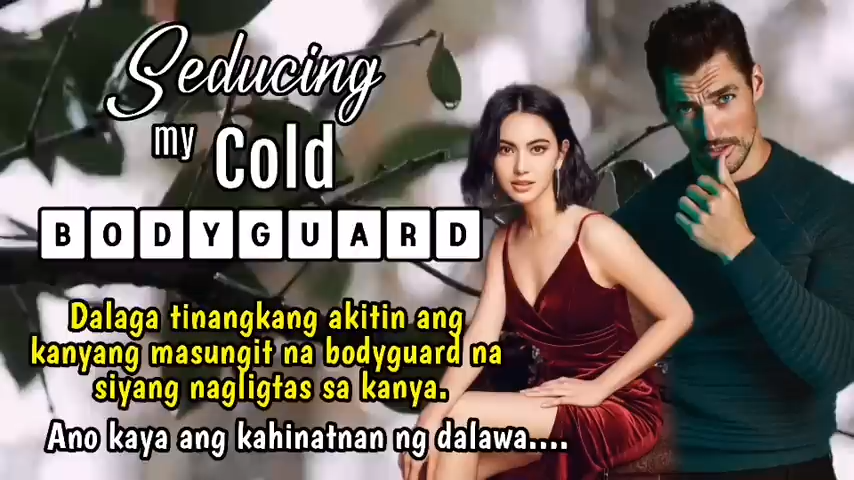 Seducing
my Cold
BODYGUARD
Dalaga tinangkang akitin ang
kanyang masungit na bodyguard na
siyang nagligtas sa kanya.
Ano kaya ang kahinatnan ng dalawa....